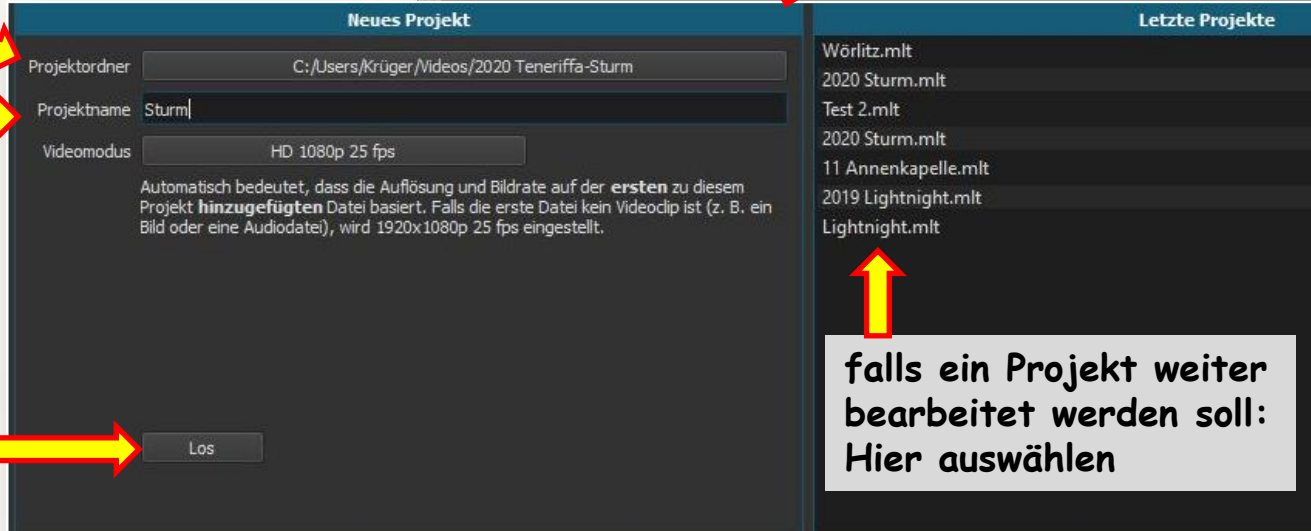 Neues Projekt
Projektordner C:/Users/Krüger/Videos/2020 Teneriffa-Sturm
Projektname Sturm
Videomodus HD 1080p 25 fps
Automatisch bedeutet, dass die Auflösung und Bildrate auf der ersten zu diesem
Projekt hinzugefügten Datei basiert. Falls die erste Datei kein Videoclip ist (z. B. ein
Bild oder eine Audiodatei), wird 1920x1080p 25 fps eingestellt.
Los
Letzte Projekte
Wörlitz.mlt
2020 Sturm.mlt
Test 2.mlt
2020 Sturm.mlt
11 Annenkapelle.mlt
2019 Lightnight.mlt
Lightnight.mlt
falls ein Projekt weiter
bearbeitet werden soll:
Hier auswählen